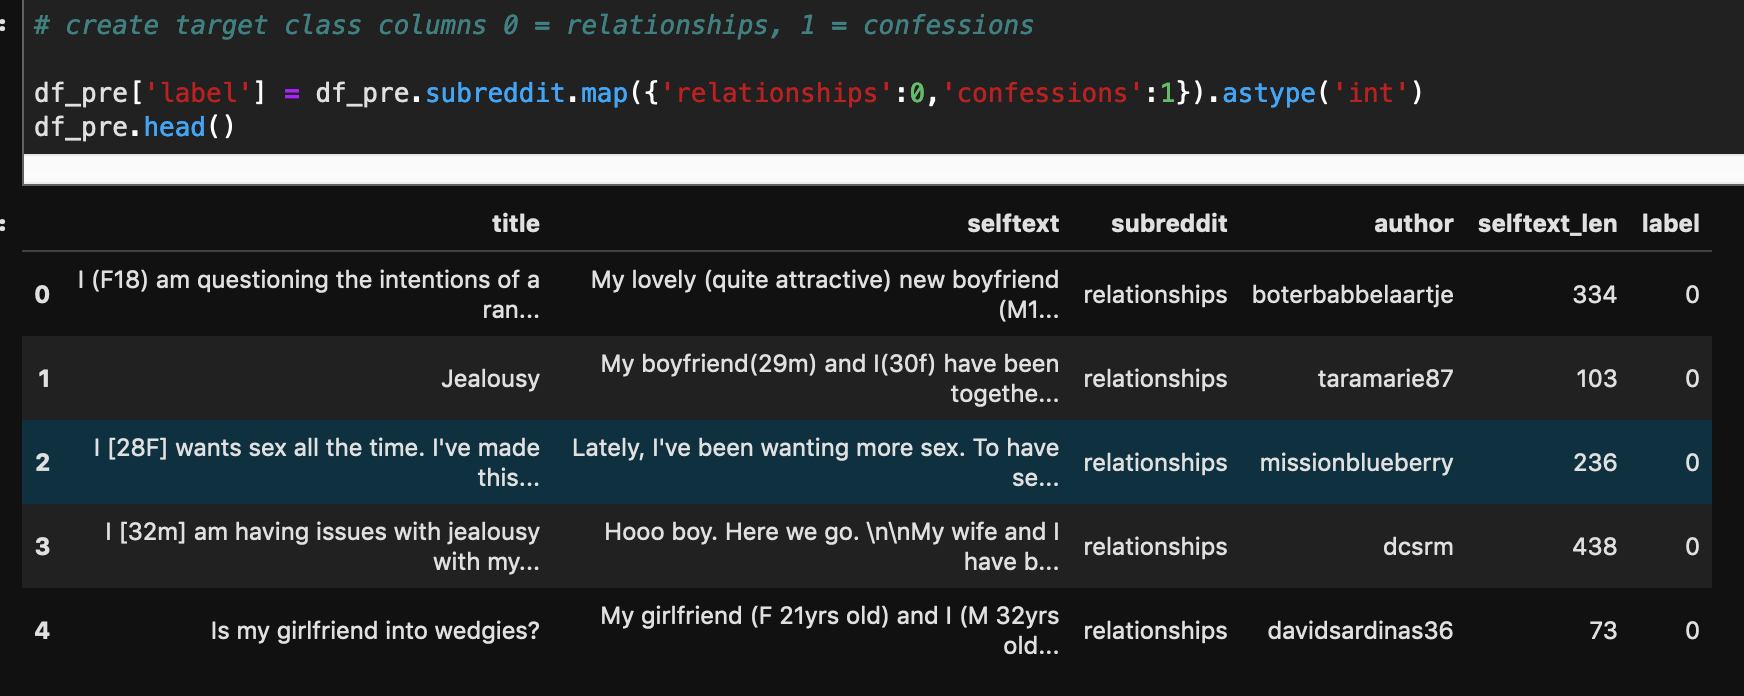 # create target class columns 0 = relationships, 1 = confessions
df_pre['label'] = df_pre.subreddit.map({'relationships':0,'confessions':1}).astype('int')
df_pre.head()
title selftext subreddit author selftext_len label
0 I (F18) am questioning the intentions of a ran... My lovely (quite attractive) new boyfriend (M1... relationships boterbabbelaartje 334 0
1 Jealousy My boyfriend(29m) and I(30f) have been togethe... relationships taramarie87 103 0
2 I [28F] wants sex all the time. I've made this... Lately, I've been wanting more sex. To have se... relationships missionblueberry 236 0
3 I [32m] am having issues with jealousy with my... Hooo boy. Here we go. \n\nMy wife and I have b... relationships dcsrm 438 0
4 Is my girlfriend into wedgies? My girlfriend (F 21yrs old) and I (M 32yrs old... relationships davidsardinas36 73 0